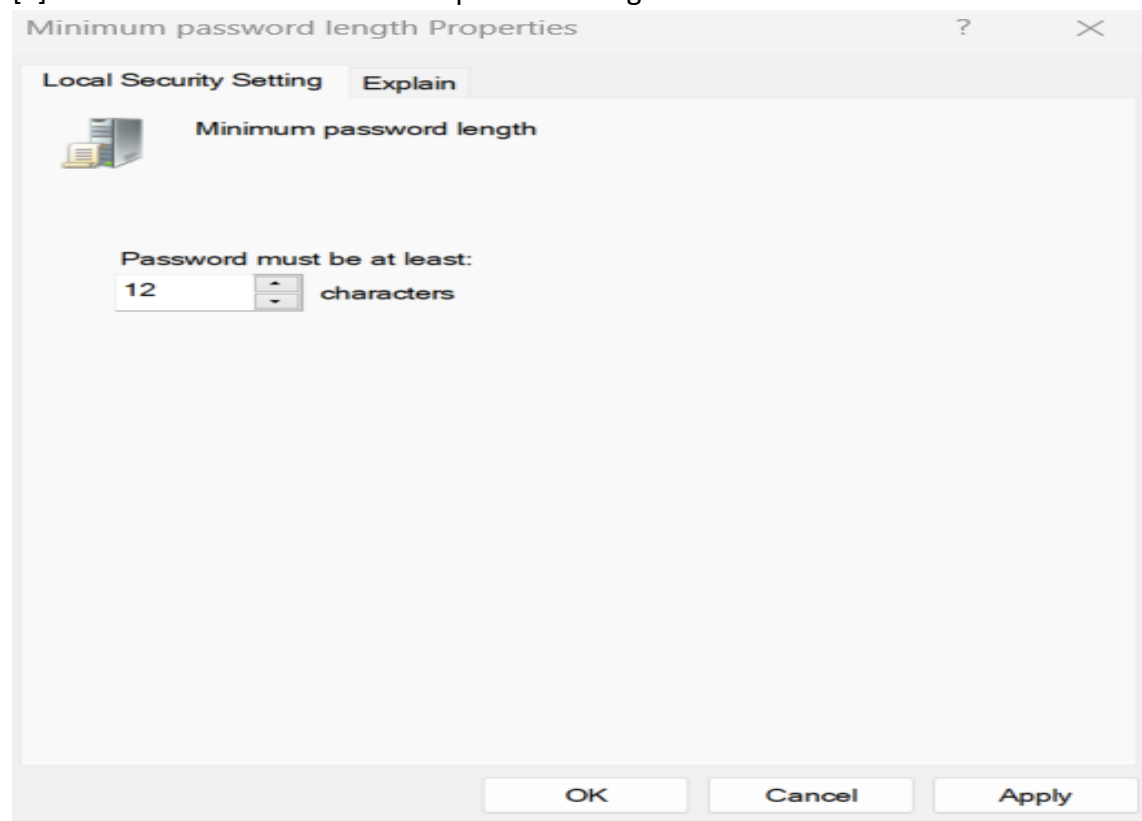 Minimum password length Properties ? ×
Local Security Setting Explain
Minimum password length
Password must be at least:
12 characters
OK Cancel Apply